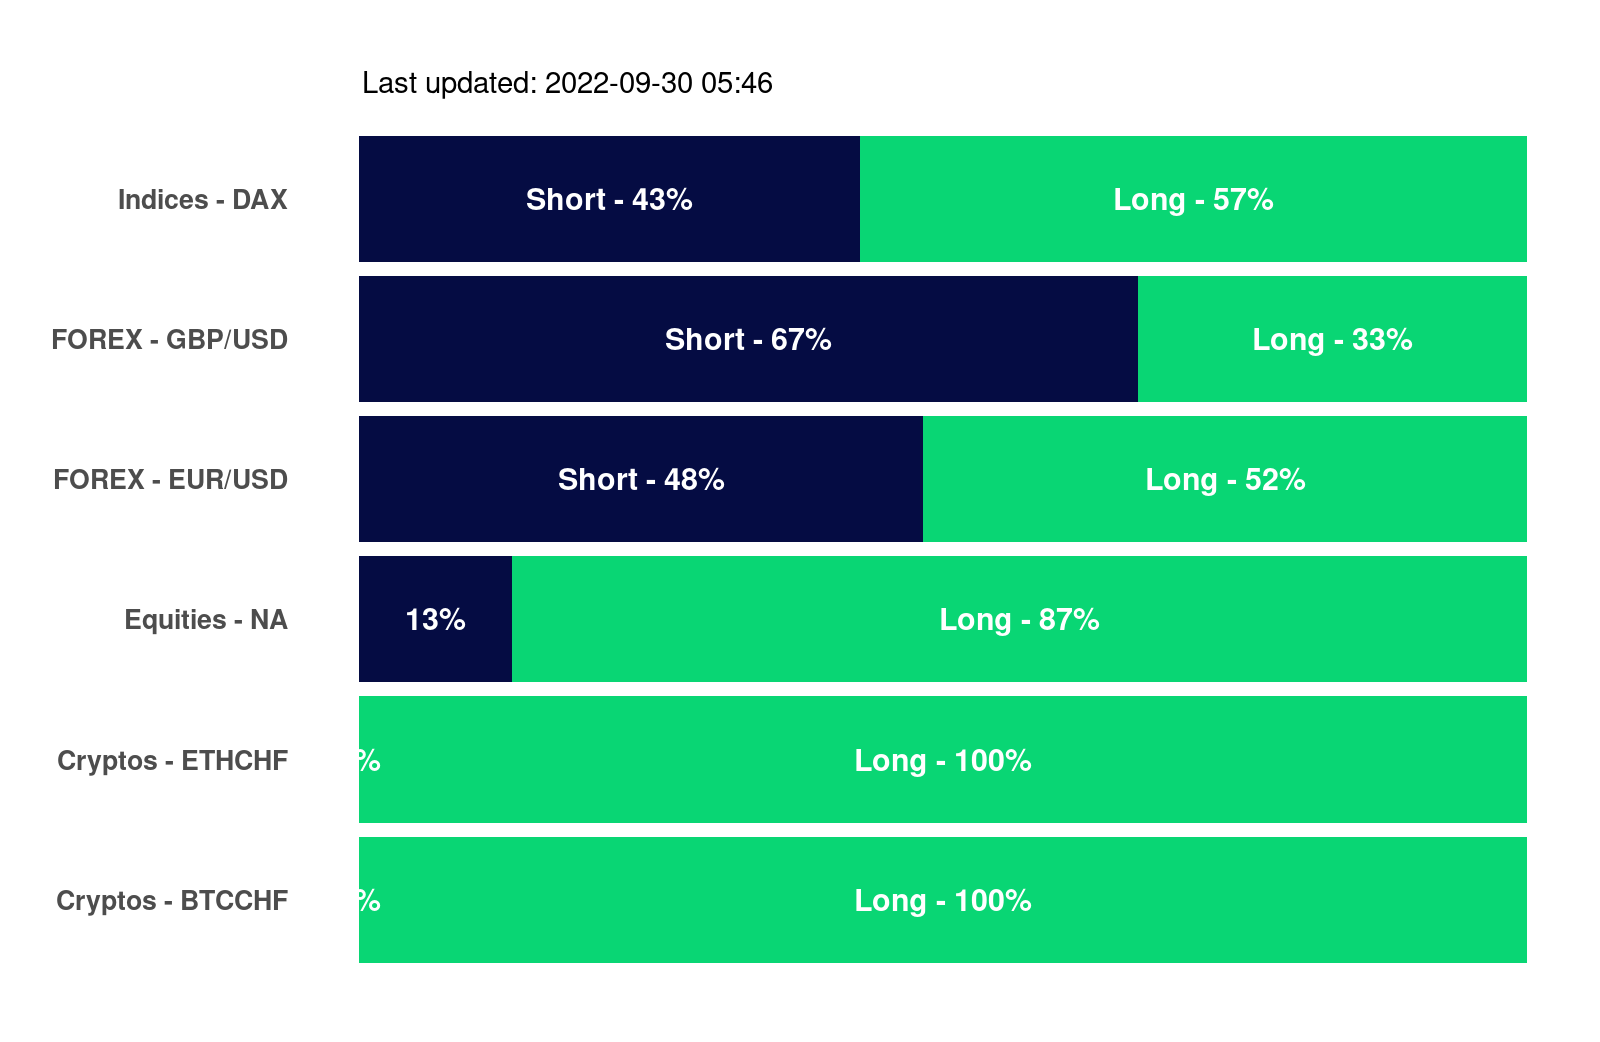 Last updated: 2022-09-30 05:46
Indices - DAX Short - 43% Long - 57%
FOREX - GBP/USD Short - 67% Long - 33%
FOREX - EUR/USD Short - 48% Long - 52%
Equities - NA 13% Long - 87%
Cryptos - ETHCHF % Long - 100%
Cryptos - BTCCHF % Long - 100%